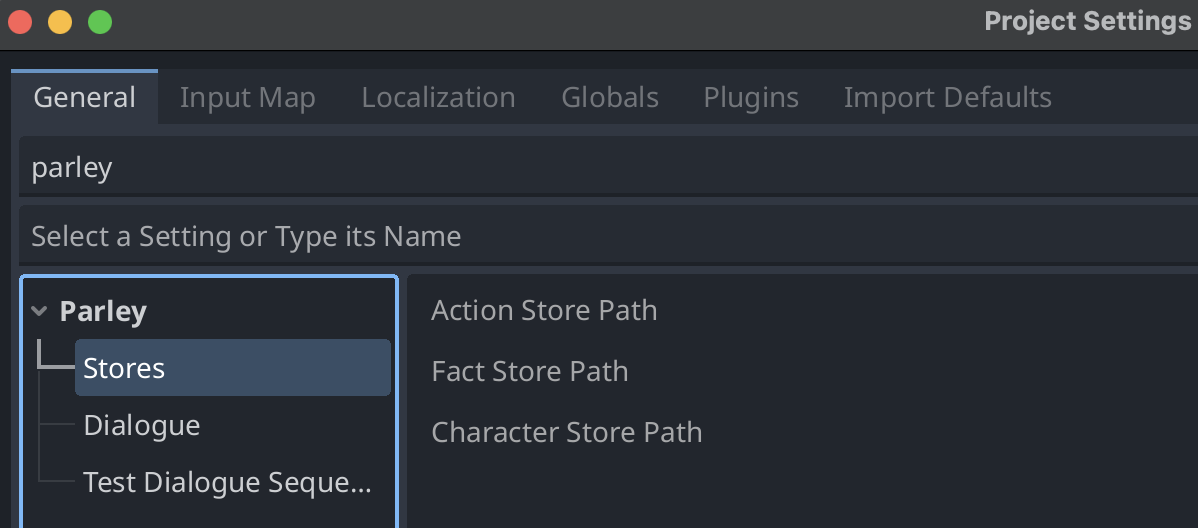 Project Settings
General Input Map Localization Globals Plugins Import Defaults
parley
Select a Setting or Type its Name
Parley
Stores
Dialogue
Test Dialogue Seque...
Action Store Path
Fact Store Path
Character Store Path